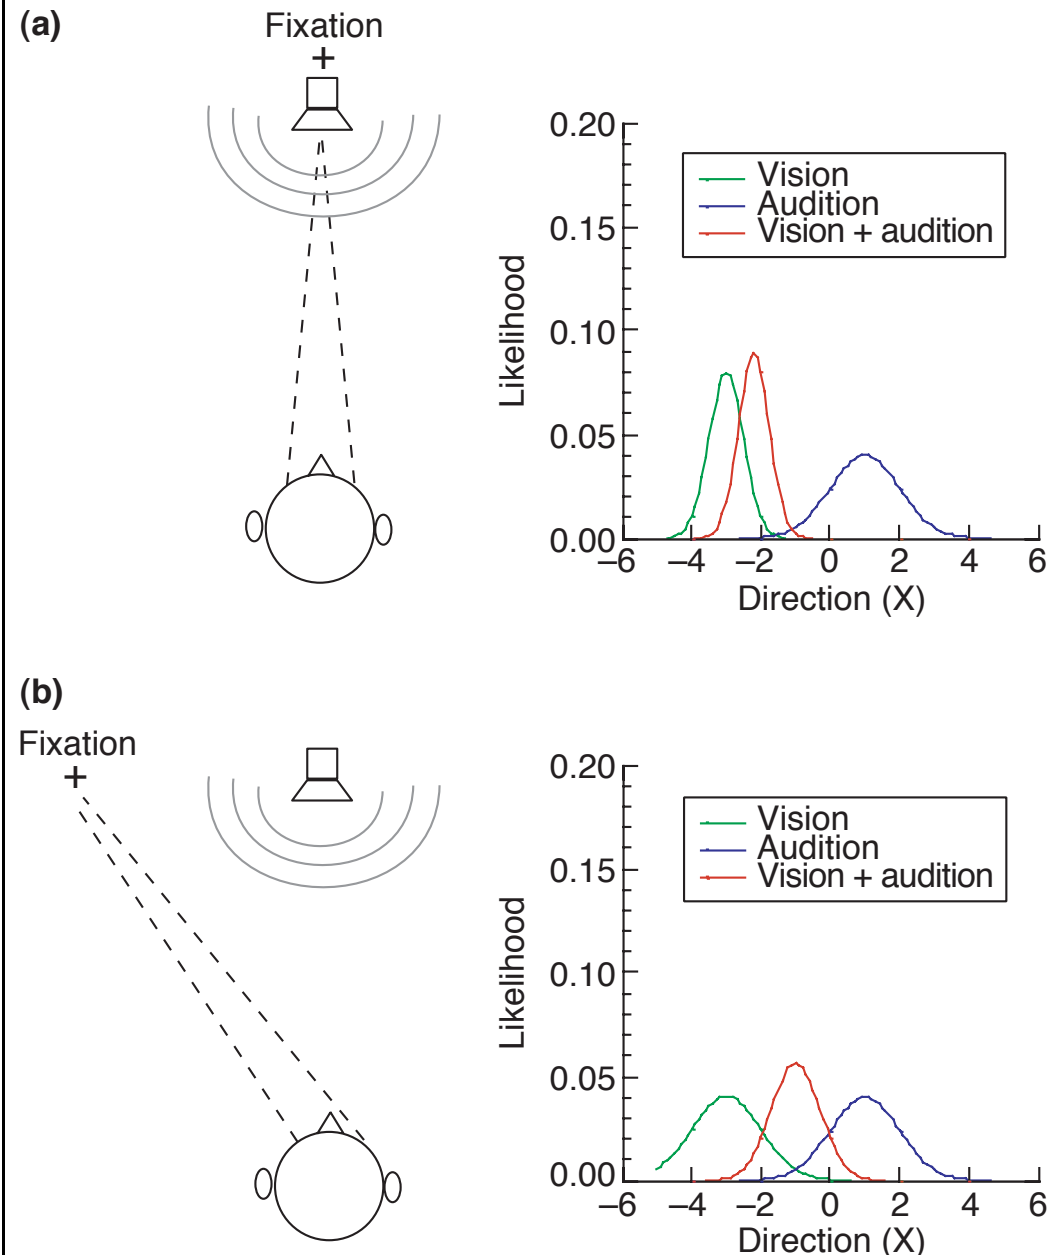 (a)
Fixation
+
0.20
0.15
0.10
0.05
0.00
Likelihood
Vision
Audition
Vision + audition
–6 –4 –2 0 2 4 6
Direction (X)
(b)
Fixation
+
0.20
0.15
0.10
0.05
0.00
Likelihood
Vision
Audition
Vision + audition
–6 –4 –2 0 2 4 6
Direction (X)